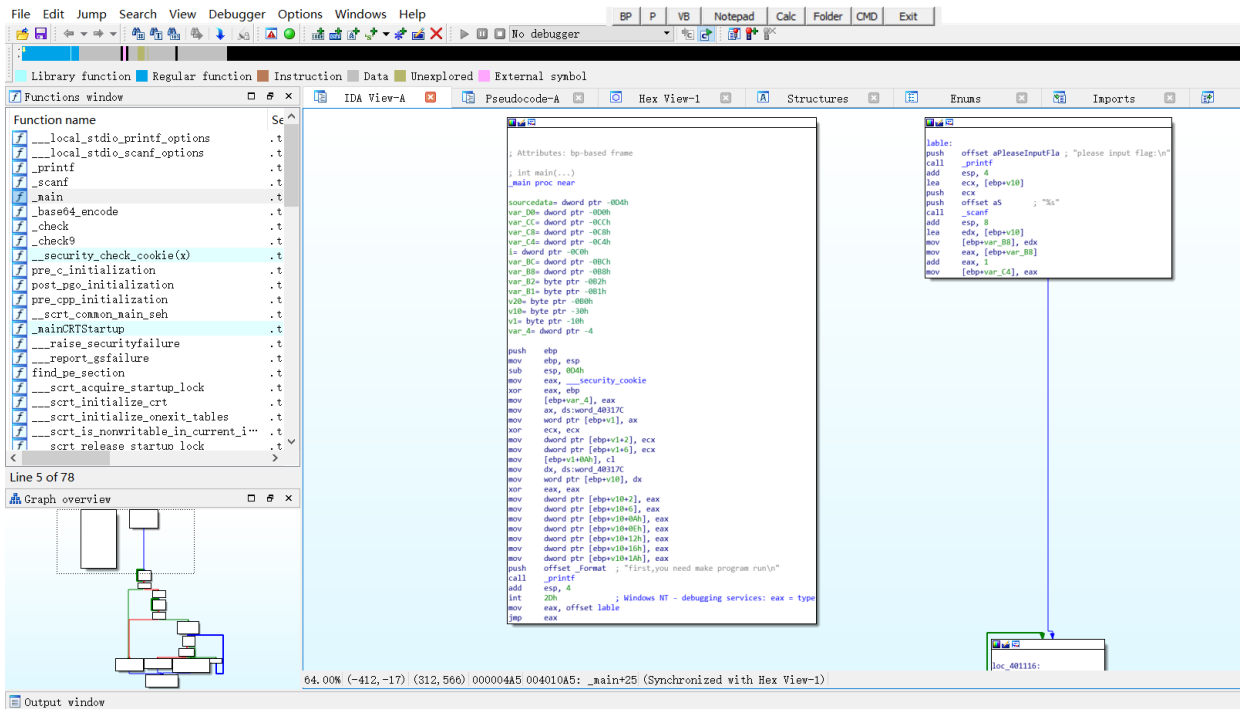 File Edit Jump Search View Debugger Options Windows Help
BP P VB Notepad Calc Folder CMD Exit
No debugger
Library function Regular function Instruction Data Unexplored External symbol
Functions window
IDA View-A Pseudocode-A Hex View-1 Structures Enums Imports
Function name Se
f ___local_stdio_printf_options .t
f ___local_stdio_scanf_options .t
f _printf .t
f _scanf .t
f _main .t
f _base64_encode .t
f _check .t
f _check9 .t
f __security_check_cookie(x) .t
f pre_c_initialization .t
f post_pgo_initialization .t
f pre_cpp_initialization .t
f __scrt_common_main_seh .t
f _mainCRTStartup .t
f ___raise_securityfailure .t
f ___report_gsfailure .t
f find_pe_section .t
f ___scrt_acquire_startup_lock .t
f ___scrt_initialize_crt .t
f ___scrt_initialize_onexit_tables .t
f ___scrt_is_nonwritable_in_current_i… .t
f ___scrt_release_startup_lock .t
Line 5 of 78
Graph overview
; Attributes: bp-based frame
; int main(...)
_main proc near
sourcedata= dword ptr -0D4h
var_D0= dword ptr -0D0h
var_CC= dword ptr -0CCh
var_C8= dword ptr -0C8h
var_C4= dword ptr -0C4h
i= dword ptr -0C0h
var_BC= dword ptr -0BCh
var_B8= dword ptr -0B8h
var_B2= byte ptr -0B2h
var_B1= byte ptr -0B1h
v20= byte ptr -0B0h
v10= byte ptr -30h
v1= byte ptr -10h
var_4= dword ptr -4
push ebp
mov ebp, esp
sub esp, 0D4h
mov eax, ___security_cookie
xor eax, ebp
mov [ebp+var_4], eax
mov ax, ds:word_40317C
mov word ptr [ebp+v1], ax
xor ecx, ecx
mov dword ptr [ebp+v1+2], ecx
mov dword ptr [ebp+v1+6], ecx
mov [ebp+v1+0Ah], cl
mov dx, ds:word_40317C
mov word ptr [ebp+v10], dx
xor eax, eax
mov dword ptr [ebp+v10+2], eax
mov dword ptr [ebp+v10+6], eax
mov dword ptr [ebp+v10+0Ah], eax
mov dword ptr [ebp+v10+0Eh], eax
mov dword ptr [ebp+v10+12h], eax
mov dword ptr [ebp+v10+16h], eax
mov dword ptr [ebp+v10+1Ah], eax
push offset _Format ; "first,you need make program run\n"
call _printf
add esp, 4
int 2Dh ; Windows NT - debugging services: eax = type
mov eax, offset lable
jmp eax
lable:
push offset aPleaseInputFla ; "please input flag:\n"
call _printf
add esp, 4
lea ecx, [ebp+v10]
push ecx
push offset aS ; "%s"
call _scanf
add esp, 8
lea edx, [ebp+v10]
mov [ebp+var_B8], edx
mov eax, [ebp+var_B8]
add eax, 1
mov [ebp+var_C4], eax
loc_401116:
64.00% (-412,-17) (312,566) 000004A5 004010A5: _main+25 (Synchronized with Hex View-1)
Output window